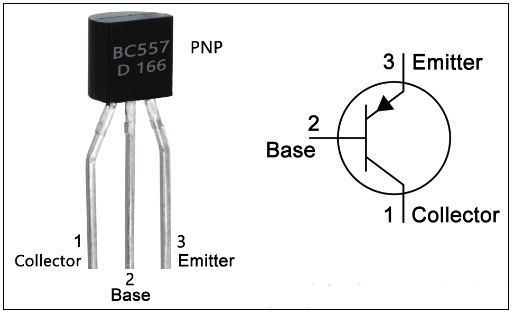 BC557
D 166
PNP
1
Collector
2
Base
3
Emitter
3 Emitter
2
Base
1 Collector